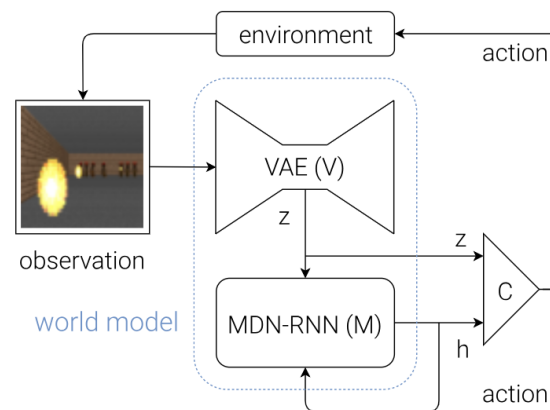 environment
action
VAE (V)
observation
z
z
C
world model
MDN-RNN (M)
h
action